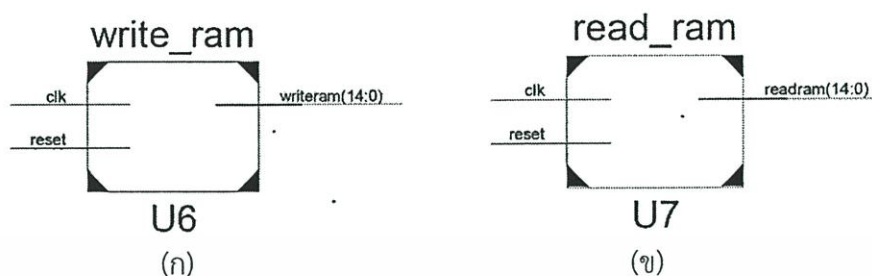 write_ram
clk
writeram(14:0)
reset
U6
(ก)
read_ram
clk
readram(14:0)
reset
U7
(ข)